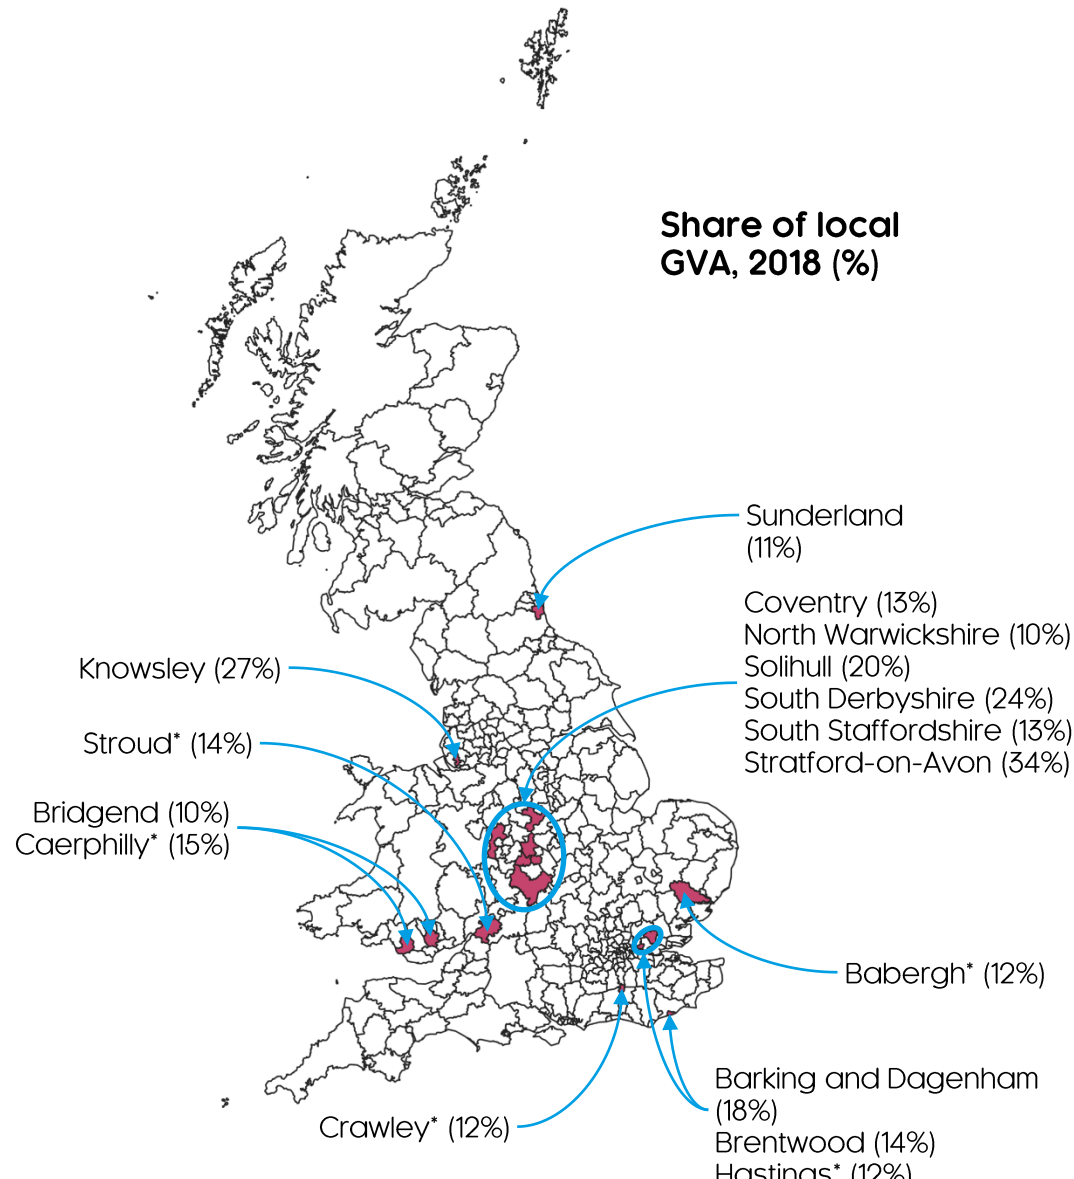 Share of local
GVA, 2018 (%)
Sunderland
(11%)
Coventry (13%)
North Warwickshire (10%)
Solihull (20%)
South Derbyshire (24%)
South Staffordshire (13%)
Stratford-on-Avon (34%)
Knowsley (27%)
Stroud* (14%)
Bridgend (10%)
Caerphilly* (15%)
Babergh* (12%)
Barking and Dagenham
(18%)
Brentwood (14%)
Hastings* (12%)
Crawley* (12%)